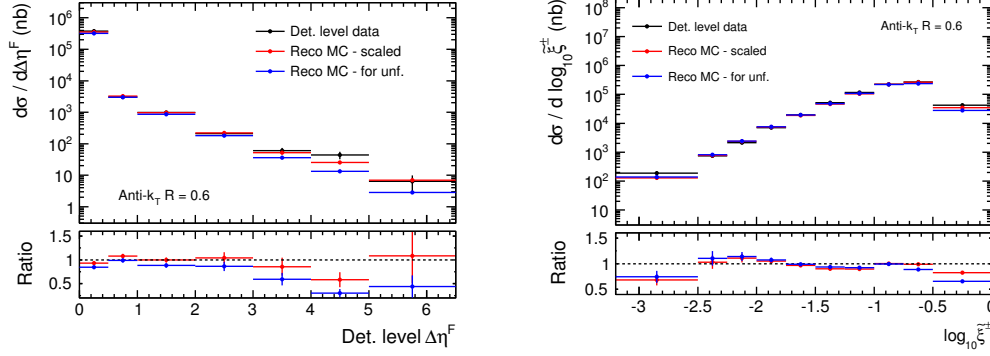 dσ / dΔη^F (nb)
10^6
10^5
10^4
10^3
10^2
10
1
Det. level data
Reco MC - scaled
Reco MC - for unf.
Anti-k_T R = 0.6
Ratio
1.5
1
0.5
0 1 2 3 4 5 6
Det. level Δη^F
dσ / d log_10 ξ̃^± (nb)
10^8
10^7
10^6
10^5
10^4
10^3
10^2
10
Anti-k_T R = 0.6
Det. level data
Reco MC - scaled
Reco MC - for unf.
Ratio
1.5
1
0.5
-3 -2.5 -2 -1.5 -1 -0.5 0
log_10 ξ̃^±